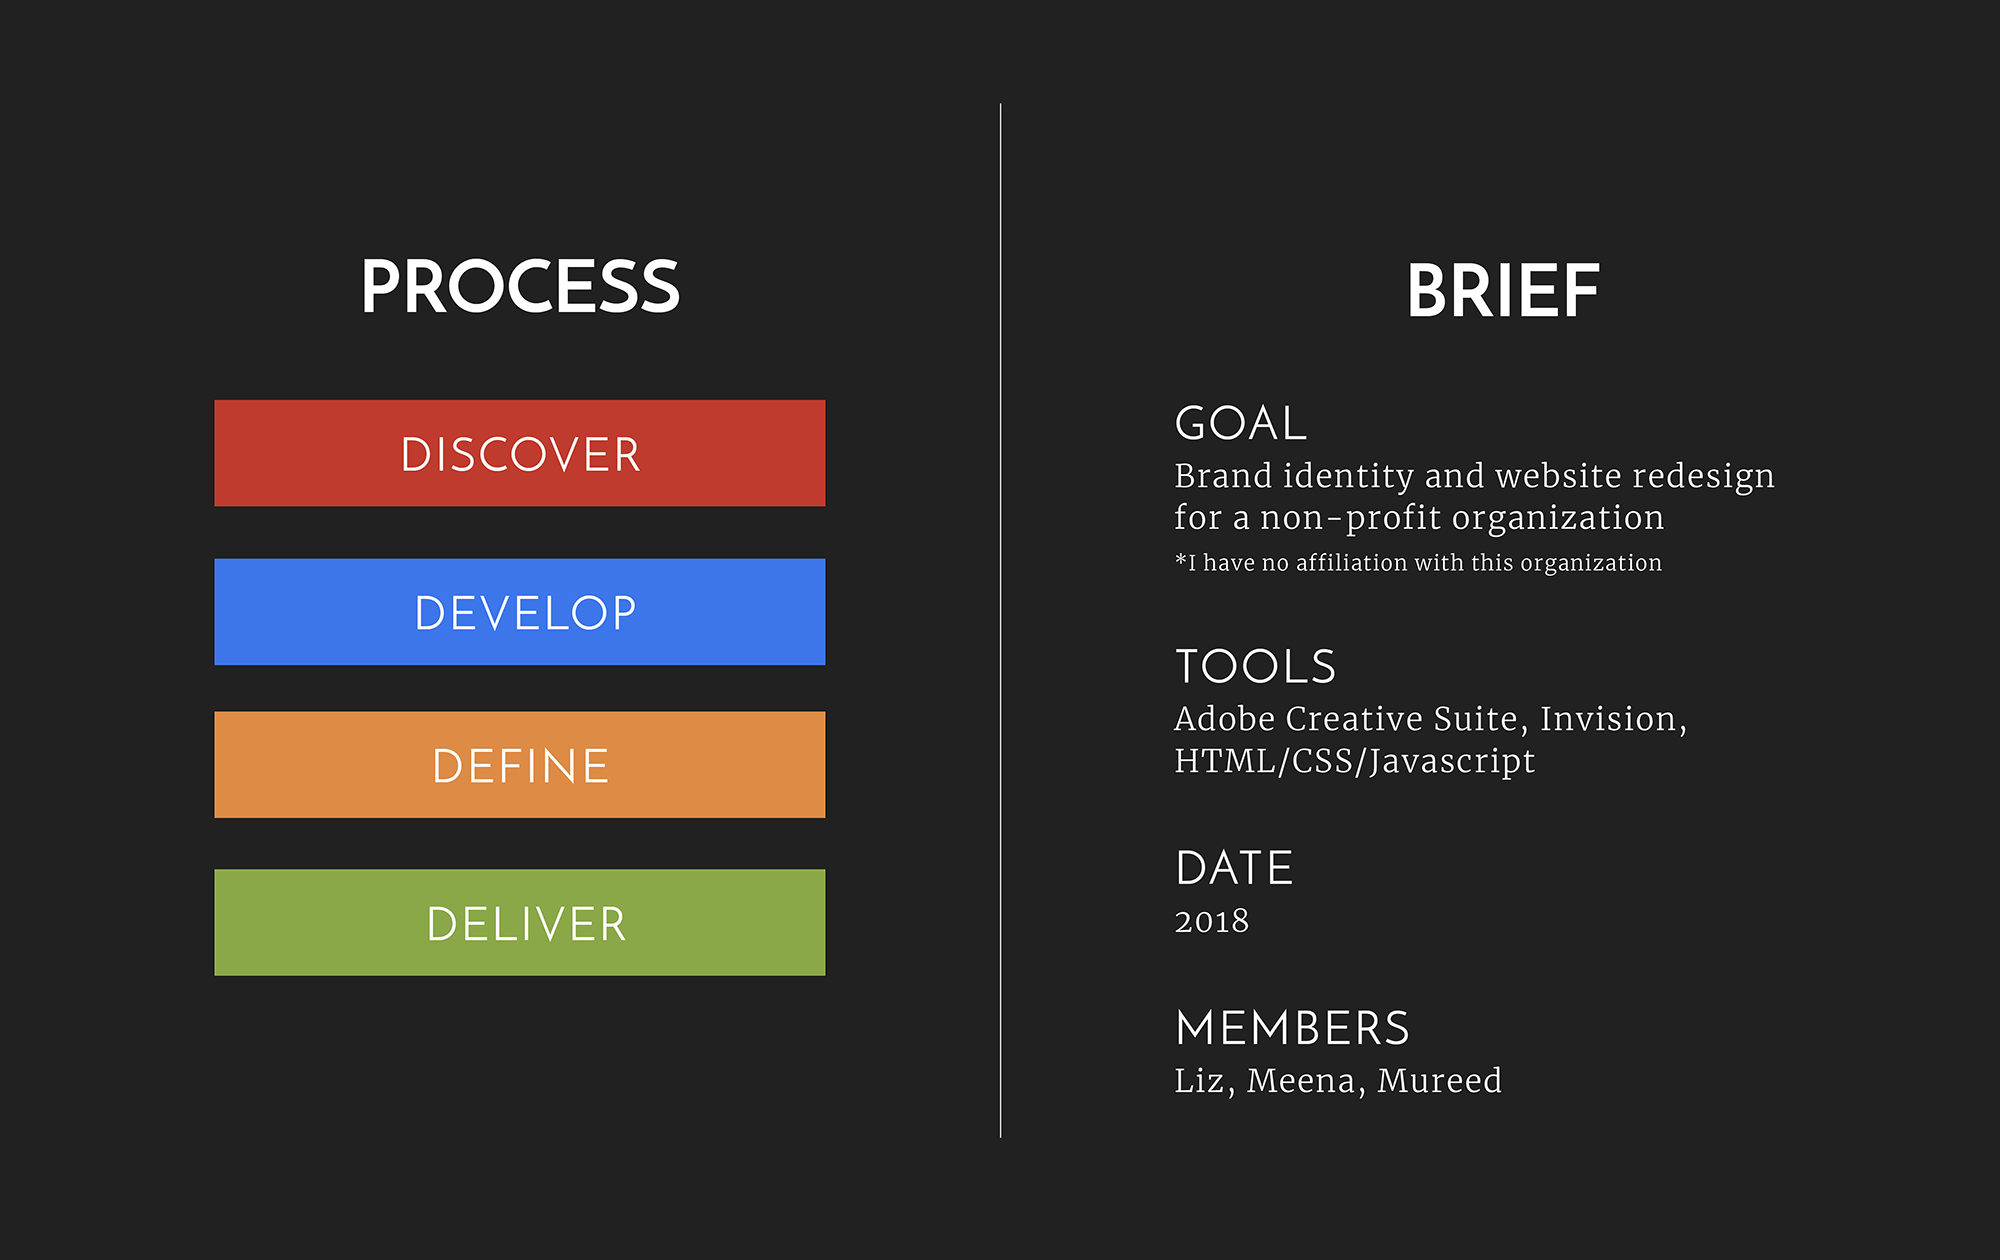 PROCESS
DISCOVER
DEVELOP
DEFINE
DELIVER
BRIEF
GOAL
Brand identity and website redesign
for a non-profit organization
*I have no affiliation with this organization
TOOLS
Adobe Creative Suite, Invision,
HTML/CSS/Javascript
DATE
2018
MEMBERS
Liz, Meena, Mureed